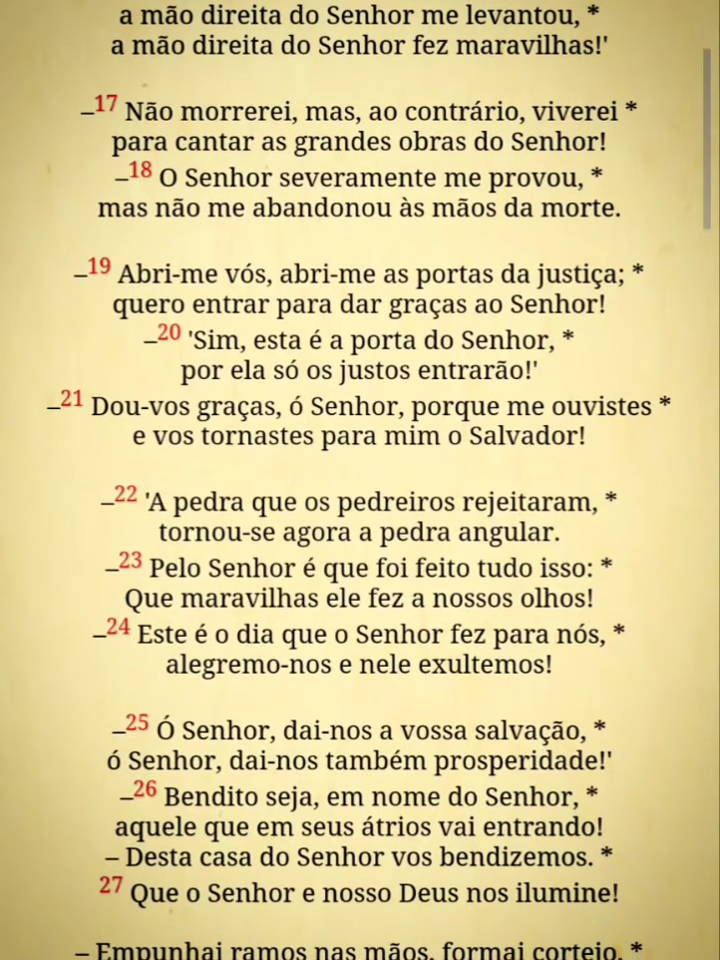 a mão direita do Senhor me levantou, *
a mão direita do Senhor fez maravilhas!'
–17 Não morrerei, mas, ao contrário, viverei *
para cantar as grandes obras do Senhor!
–18 O Senhor severamente me provou, *
mas não me abandonou às mãos da morte.
–19 Abri-me vós, abri-me as portas da justiça; *
quero entrar para dar graças ao Senhor!
–20 'Sim, esta é a porta do Senhor, *
por ela só os justos entrarão!'
–21 Dou-vos graças, ó Senhor, porque me ouvistes *
e vos tornastes para mim o Salvador!
–22 'A pedra que os pedreiros rejeitaram, *
tornou-se agora a pedra angular.
–23 Pelo Senhor é que foi feito tudo isso: *
Que maravilhas ele fez a nossos olhos!
–24 Este é o dia que o Senhor fez para nós, *
alegremo-nos e nele exultemos!
–25 Ó Senhor, dai-nos a vossa salvação, *
ó Senhor, dai-nos também prosperidade!'
–26 Bendito seja, em nome do Senhor, *
aquele que em seus átrios vai entrando!
– Desta casa do Senhor vos bendizemos. *
27 Que o Senhor e nosso Deus nos ilumine!
– Empunhai ramos nas mãos, formai cortejo, *